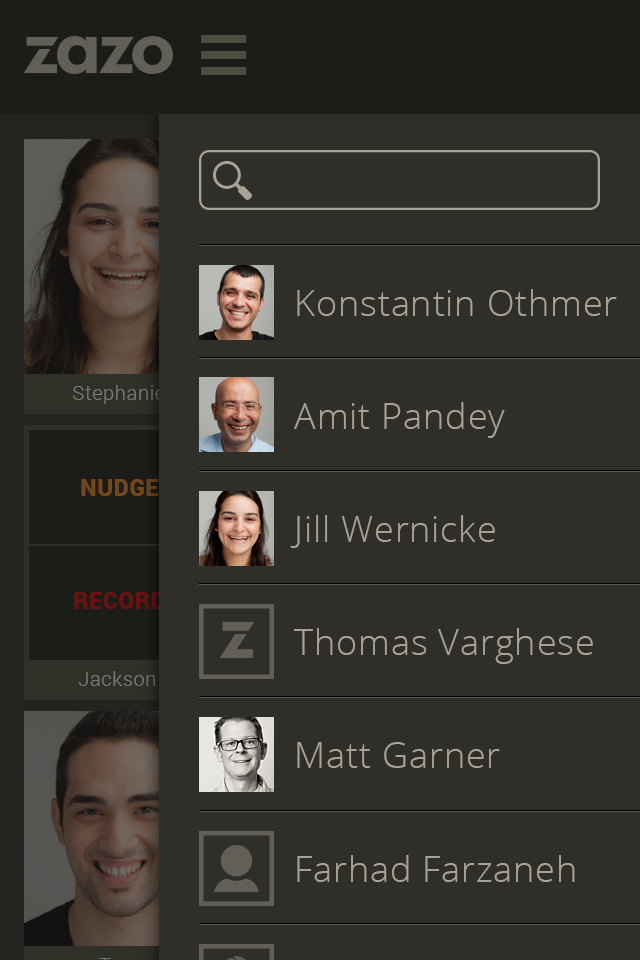 zazo
Konstantin Othmer
Amit Pandey
Jill Wernicke
Thomas Varghese
Matt Garner
Farhad Farzaneh
Stephanie
NUDGE
RECORD
Jackson